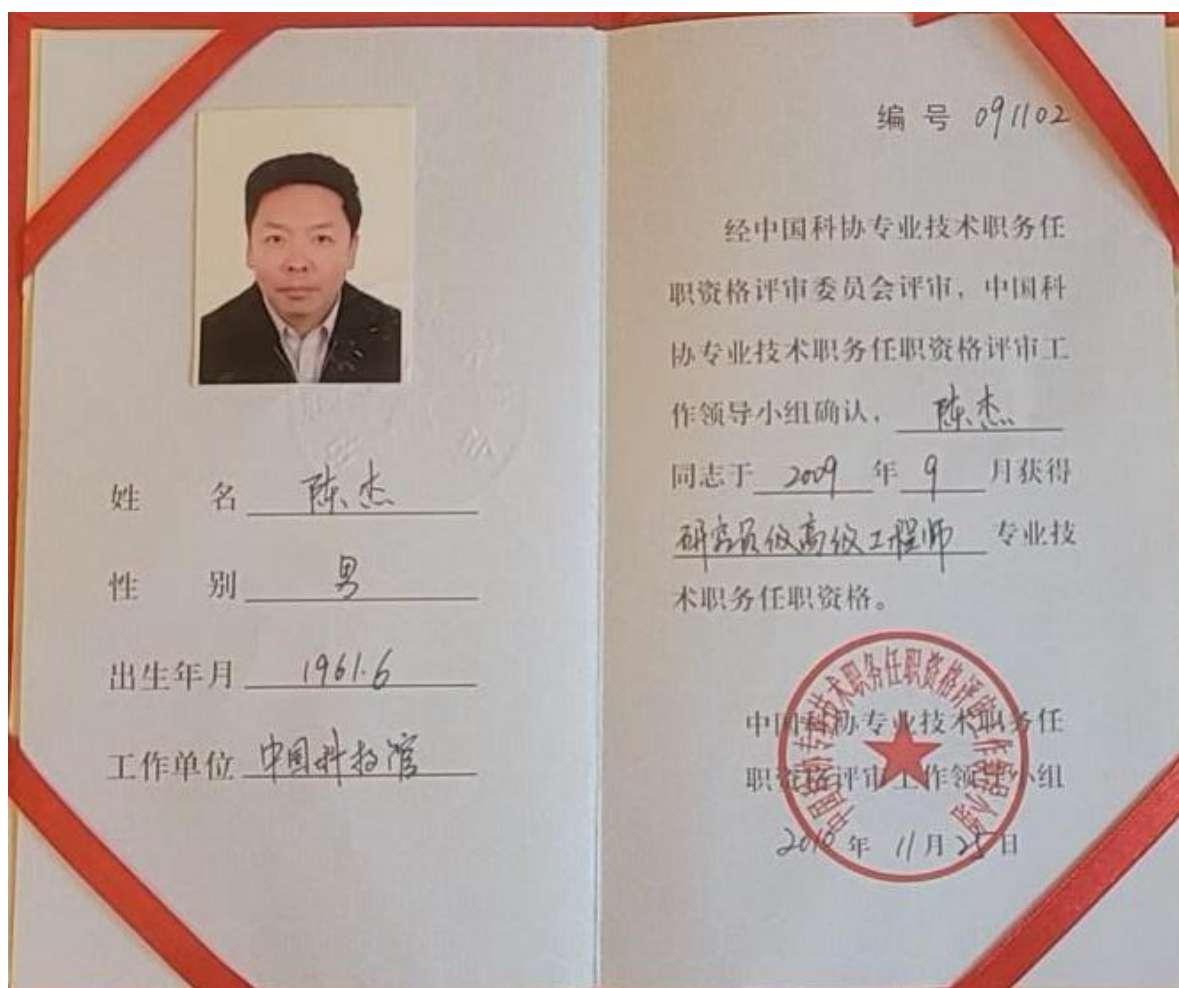 姓 名 陈杰
性 别 男
出生年月 1961.6
工作单位 中国科技馆
编号 091102
经中国科协专业技术职务任
职资格评审委员会评审，中国科
协专业技术职务任职资格评审工
作领导小组确认，陈杰
同志于 2009 年 9 月获得
研究员级高级工程师 专业技
术职务任职资格。
中国科协专业技术职务任
职资格评审工作领导小组
2010 年 11 月 25 日